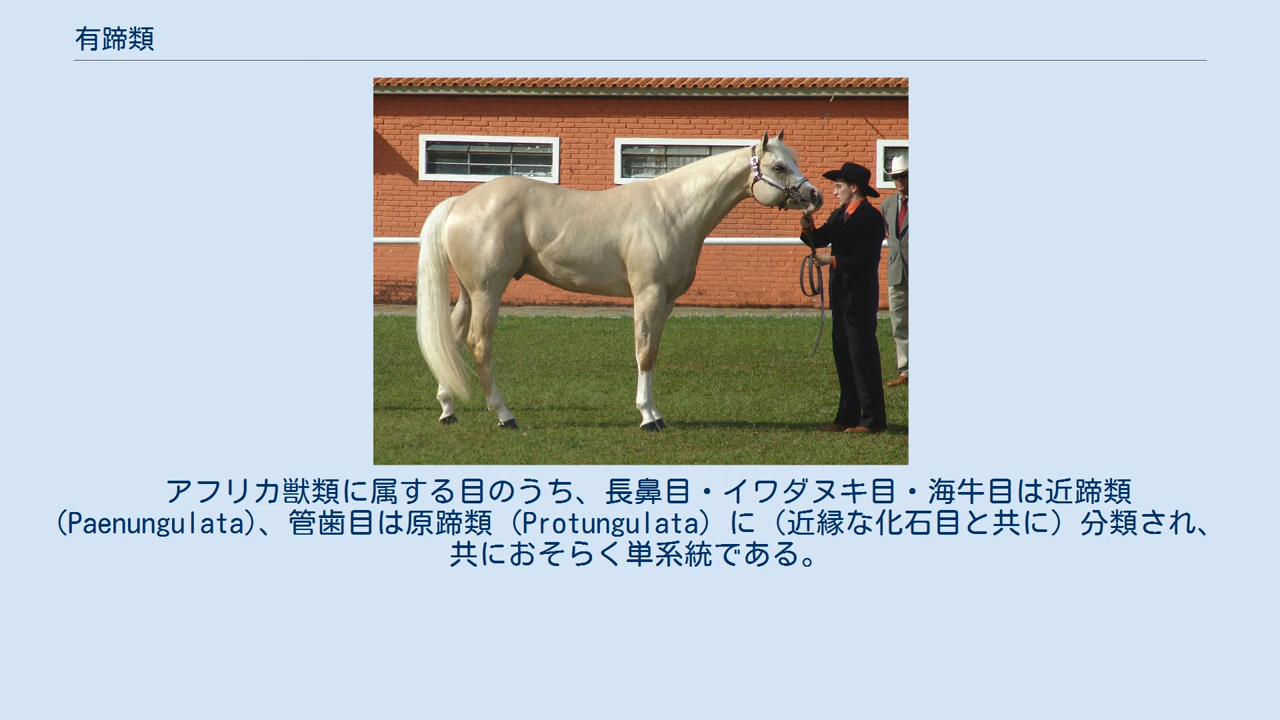 有蹄類
アフリカ獣類に属する目のうち、長鼻目・イワダヌキ目・海牛目は近蹄類
(Paenungulata)、管歯目は原蹄類（Protungulata）に（近縁な化石目と共に）分類され、
共におそらく単系統である。